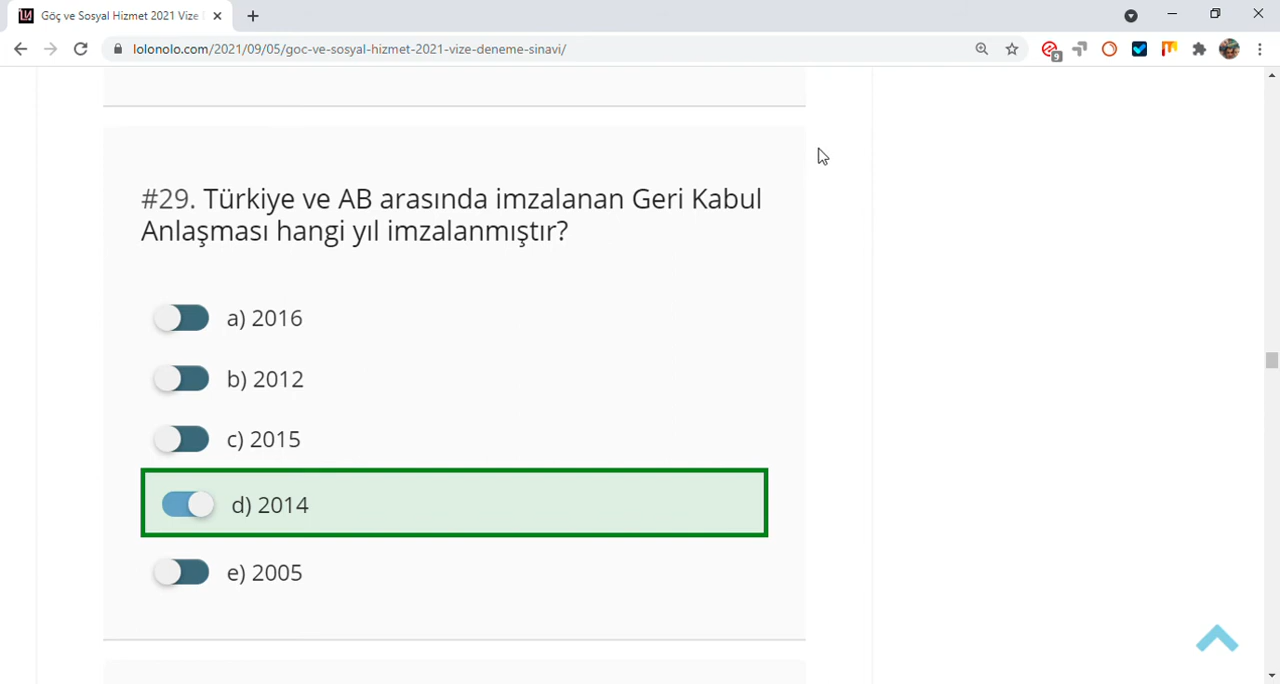 Göç ve Sosyal Hizmet 2021 Vize
lolonolo.com/2021/09/05/goc-ve-sosyal-hizmet-2021-vize-deneme-sinavi/
9
#29. Türkiye ve AB arasında imzalanan Geri Kabul
Anlaşması hangi yıl imzalanmıştır?
a) 2016
b) 2012
c) 2015
d) 2014
e) 2005